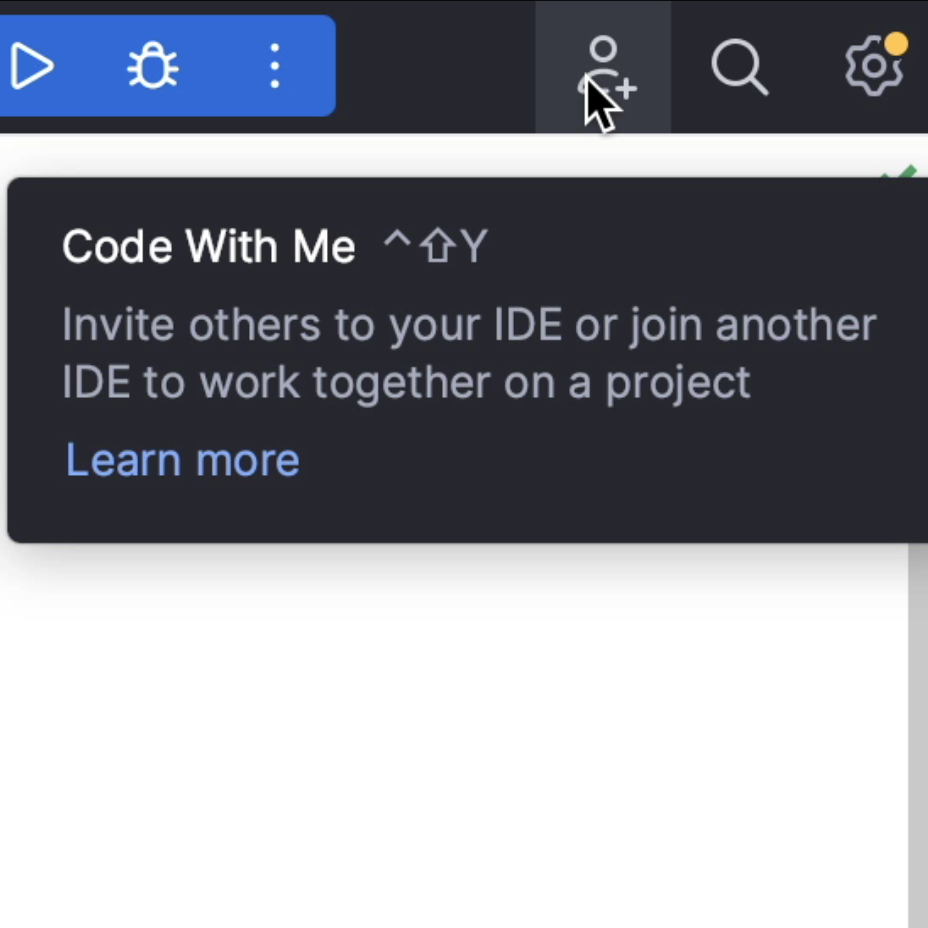 Code With Me ^⇧Y
Invite others to your IDE or join another
IDE to work together on a project
Learn more